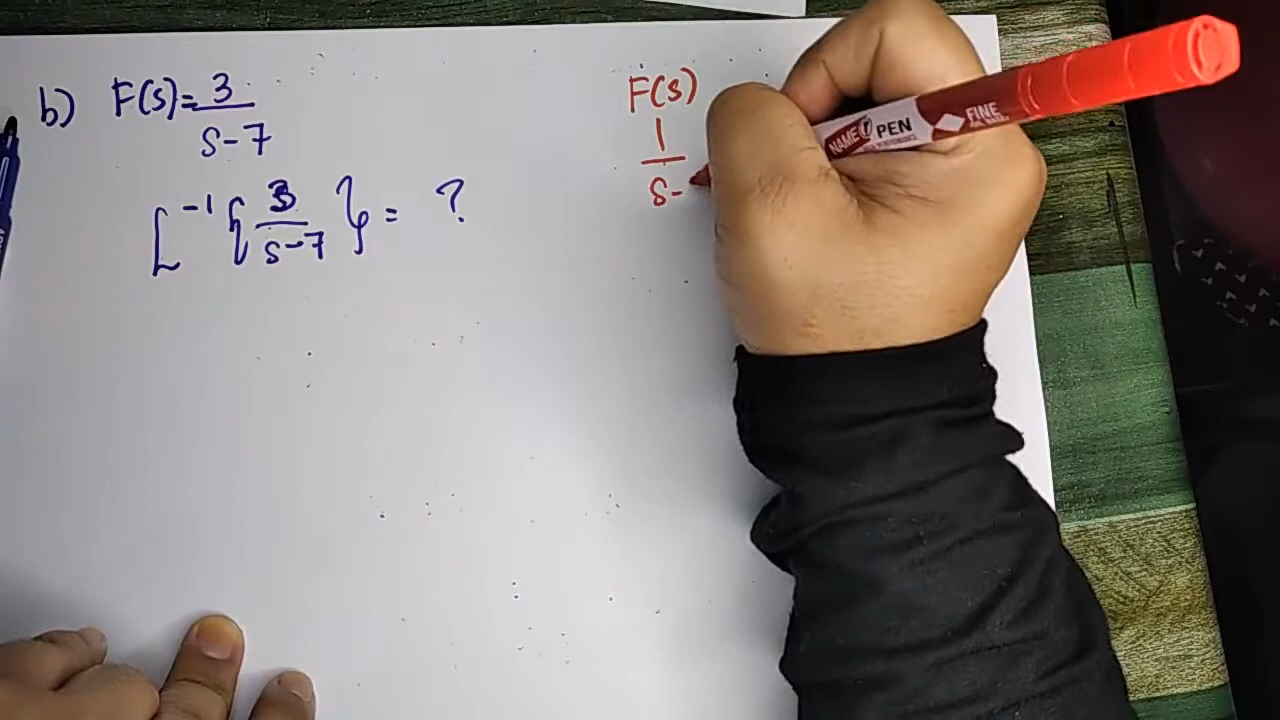 b) F(s)=3/s-7
L⁻¹{3/s-7}= ?
F(s)
1/s-
NAME PEN
FINE